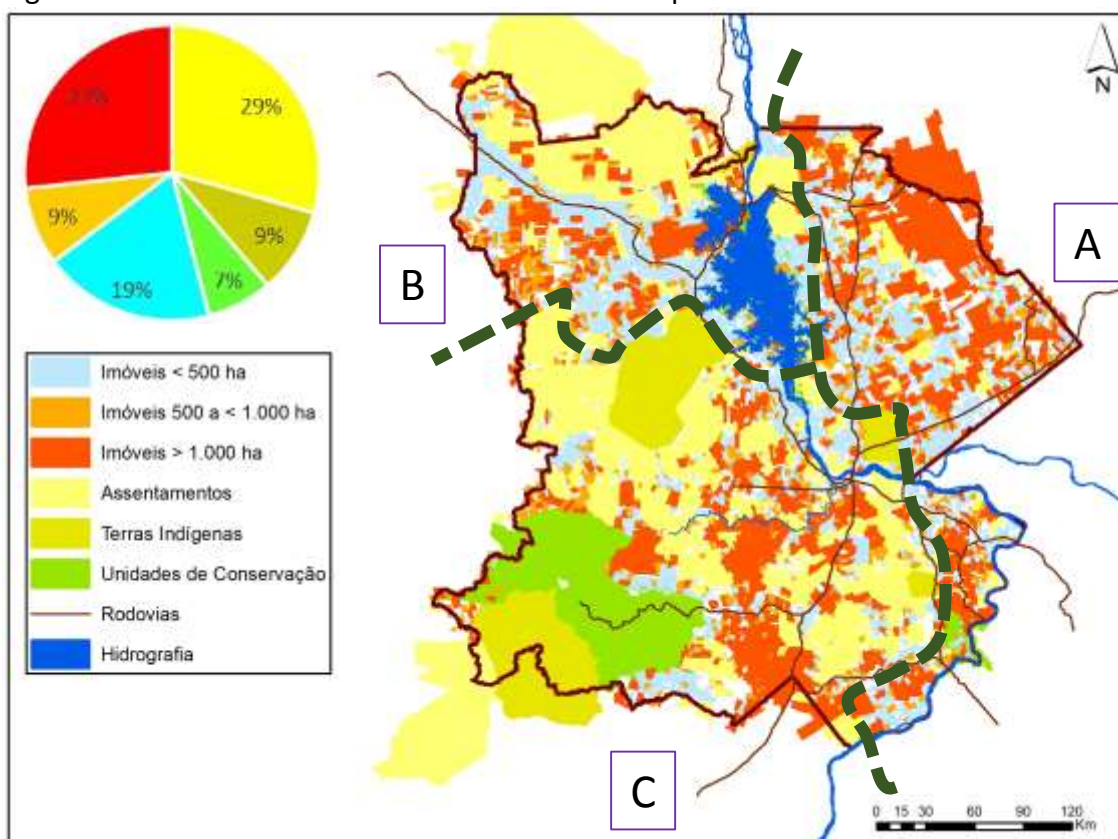 29%
9%
7%
19%
9%
A
B
C
N
Imóveis < 500 ha
Imóveis 500 a < 1.000 ha
Imóveis > 1.000 ha
Assentamentos
Terras Indígenas
Unidades de Conservação
Rodovias
Hidrografia
0 15 30 60 90 120
Km